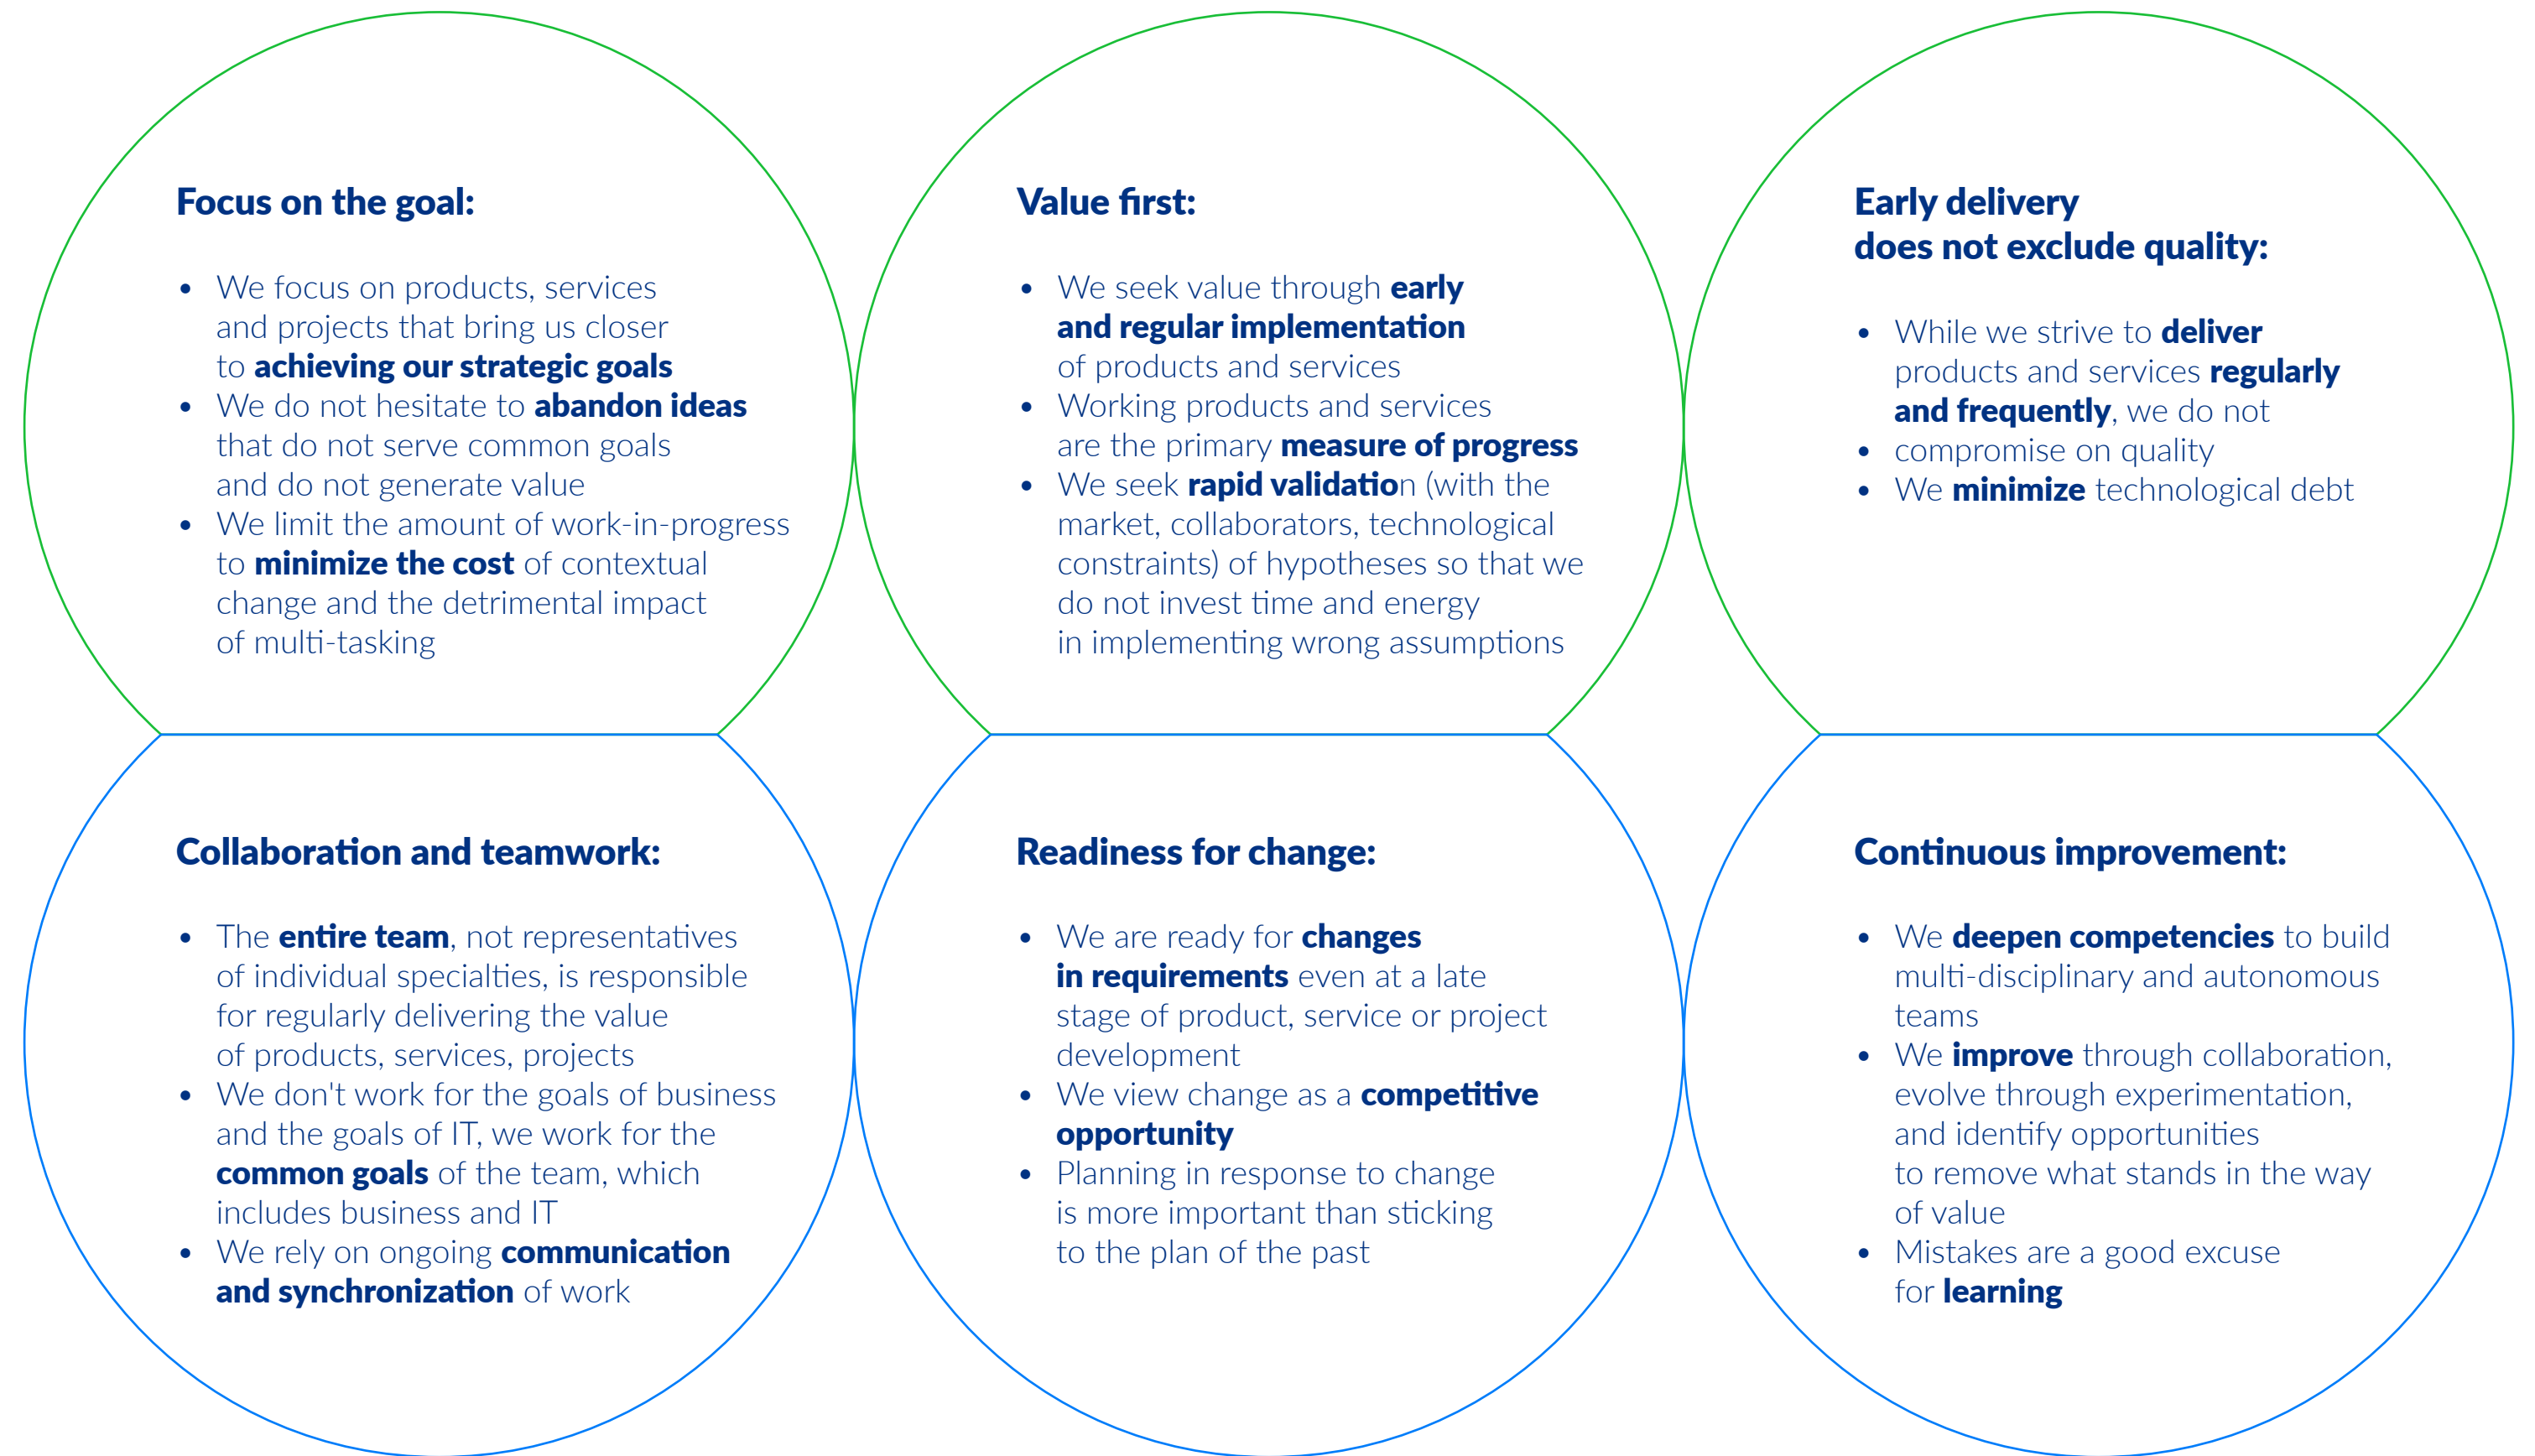 Focus on the goal:
• We focus on products, services
and projects that bring us closer
to achieving our strategic goals
• We do not hesitate to abandon ideas
that do not serve common goals
and do not generate value
• We limit the amount of work-in-progress
to minimize the cost of contextual
change and the detrimental impact
of multi-tasking
Value first:
• We seek value through early
and regular implementation
of products and services
• Working products and services
are the primary measure of progress
• We seek rapid validation (with the
market, collaborators, technological
constraints) of hypotheses so that we
do not invest time and energy
in implementing wrong assumptions
Early delivery
does not exclude quality:
• While we strive to deliver
products and services regularly
and frequently, we do not
• compromise on quality
• We minimize technological debt
Collaboration and teamwork:
• The entire team, not representatives
of individual specialties, is responsible
for regularly delivering the value
of products, services, projects
• We don't work for the goals of business
and the goals of IT, we work for the
common goals of the team, which
includes business and IT
• We rely on ongoing communication
and synchronization of work
Readiness for change:
• We are ready for changes
in requirements even at a late
stage of product, service or project
development
• We view change as a competitive
opportunity
• Planning in response to change
is more important than sticking
to the plan of the past
Continuous improvement:
• We deepen competencies to build
multi-disciplinary and autonomous
teams
• We improve through collaboration,
evolve through experimentation,
and identify opportunities
to remove what stands in the way
of value
• Mistakes are a good excuse
for learning